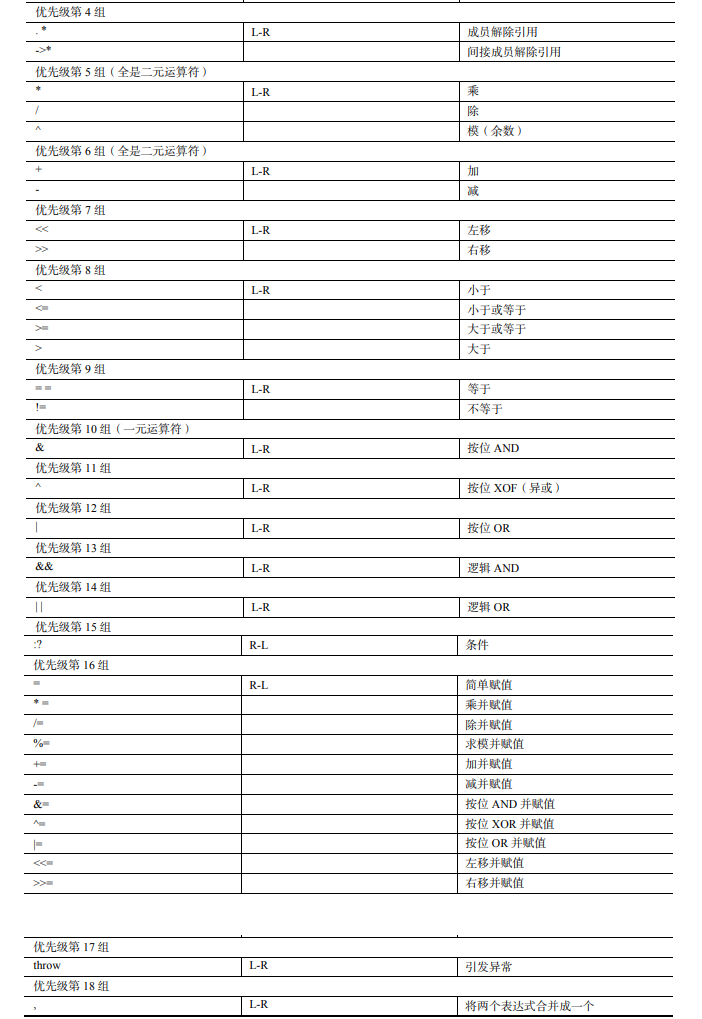 优先级第 4 组
. * L-R 成员解除引用
->* 间接成员解除引用
优先级第 5 组（全是二元运算符）
* L-R 乘
/ 除
^ 模（余数）
优先级第 6 组（全是二元运算符）
+ L-R 加
- 减
优先级第 7 组
<< L-R 左移
>> 右移
优先级第 8 组
< L-R 小于
<= 小于或等于
>= 大于或等于
> 大于
优先级第 9 组
= = L-R 等于
!= 不等于
优先级第 10 组（一元运算符）
& L-R 按位 AND
优先级第 11 组
^ L-R 按位 XOF（异或）
优先级第 12 组
| L-R 按位 OR
优先级第 13 组
&& L-R 逻辑 AND
优先级第 14 组
| | L-R 逻辑 OR
优先级第 15 组
:? R-L 条件
优先级第 16 组
= R-L 简单赋值
* = 乘并赋值
/= 除并赋值
%= 求模并赋值
+= 加并赋值
-= 减并赋值
&= 按位 AND 并赋值
^= 按位 XOR 并赋值
|= 按位 OR 并赋值
<<= 左移并赋值
>>= 右移并赋值
优先级第 17 组
throw L-R 引发异常
优先级第 18 组
, L-R 将两个表达式合并成一个